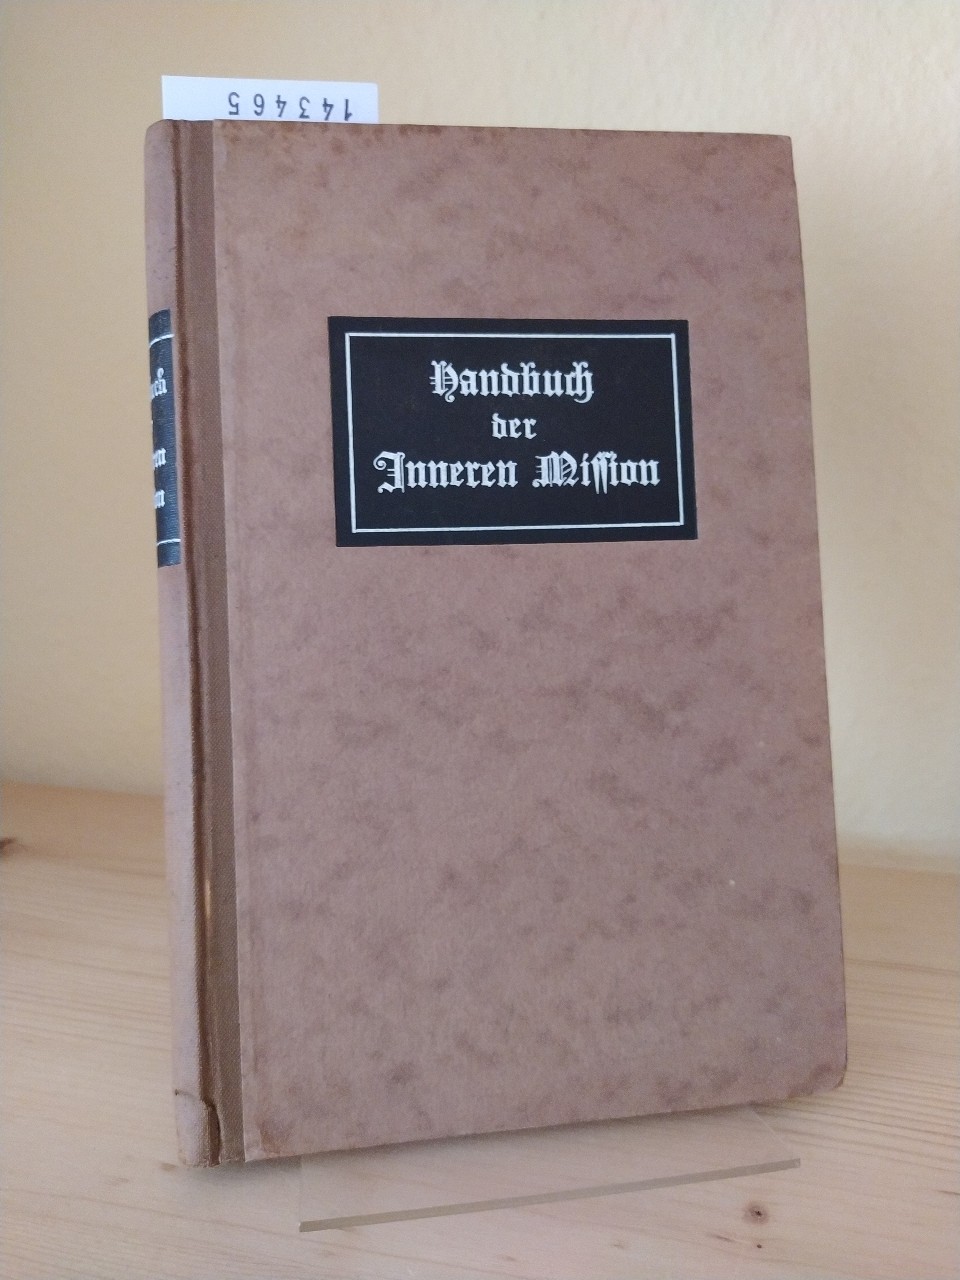 143465
Handbuch
der
Inneren Mission